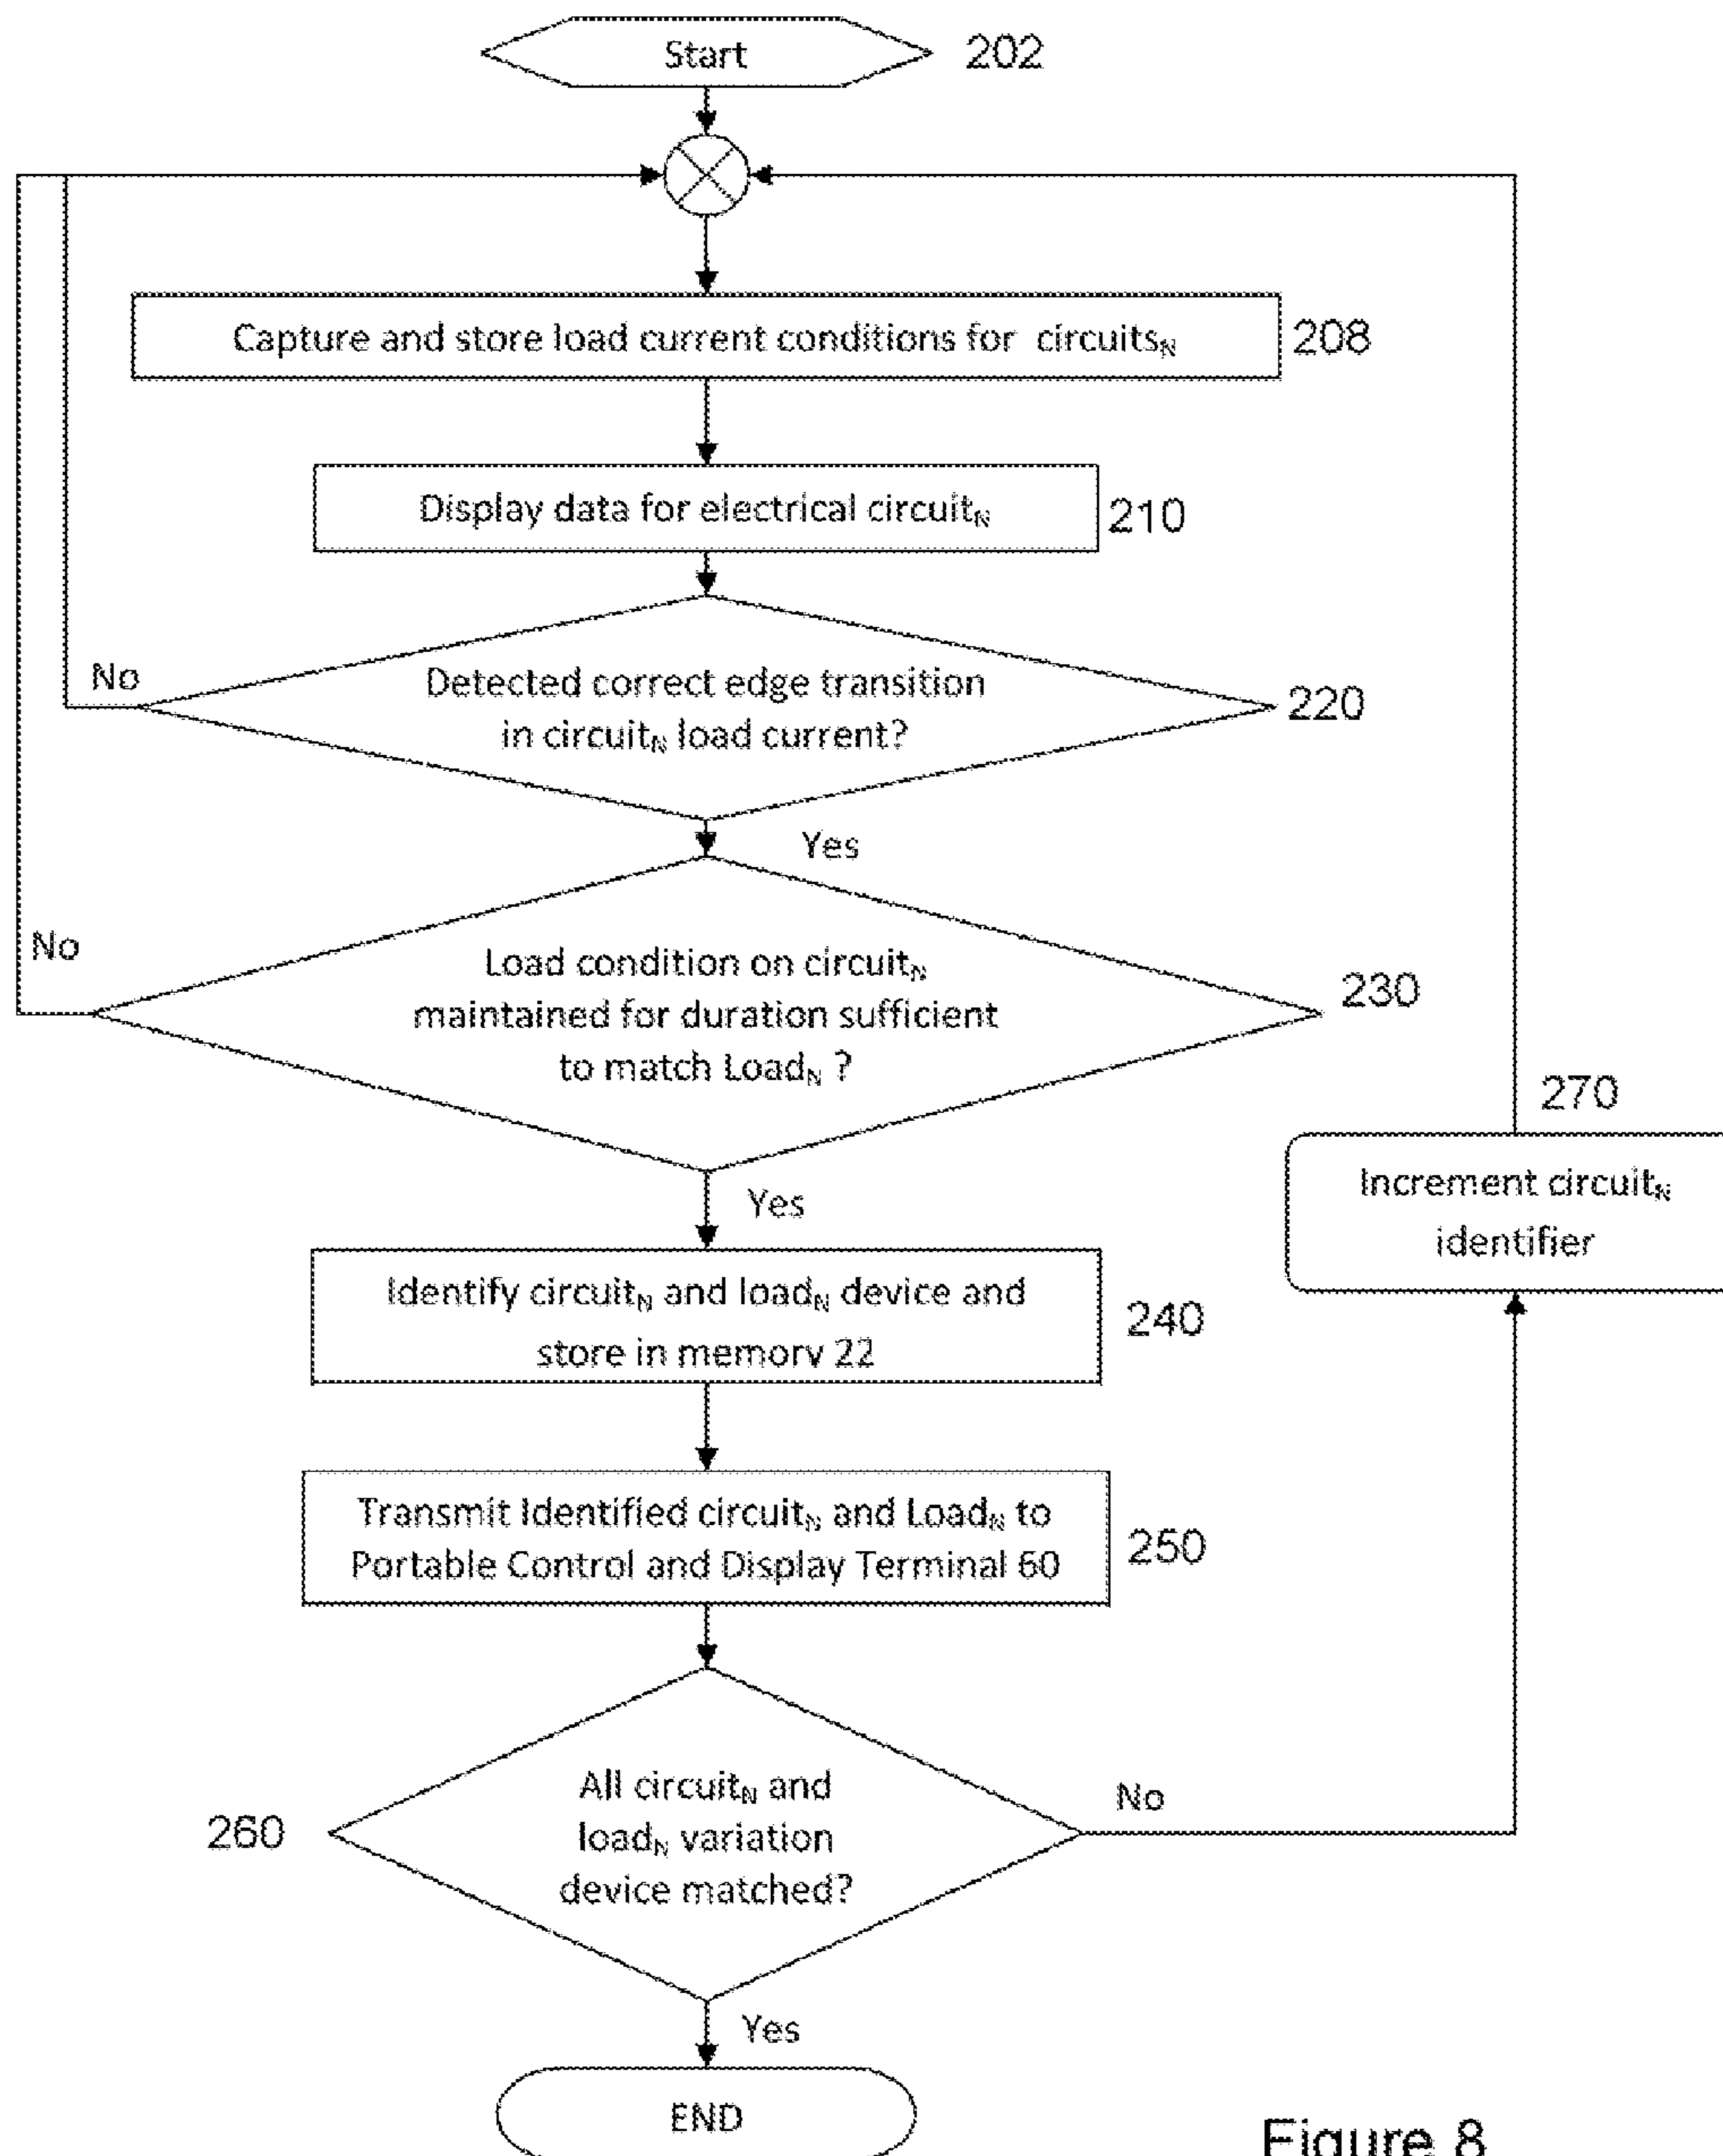 Start
202
Capture and store load current conditions for circuitsN
208
Display data for electrical circuitN
210
No
Detected correct edge transition
in circuitN load current?
220
Yes
No
Load condition on circuitN
maintained for duration sufficient
to match LoadN ?
230
270
Increment circuitN
identifier
Yes
Identify circuitN and loadN device and
store in memory 22
240
Transmit Identified circuitN and LoadN to
Portable Control and Display Terminal 60
250
260
All circuitN and
loadN variation
device matched?
No
Yes
END
Figure 8